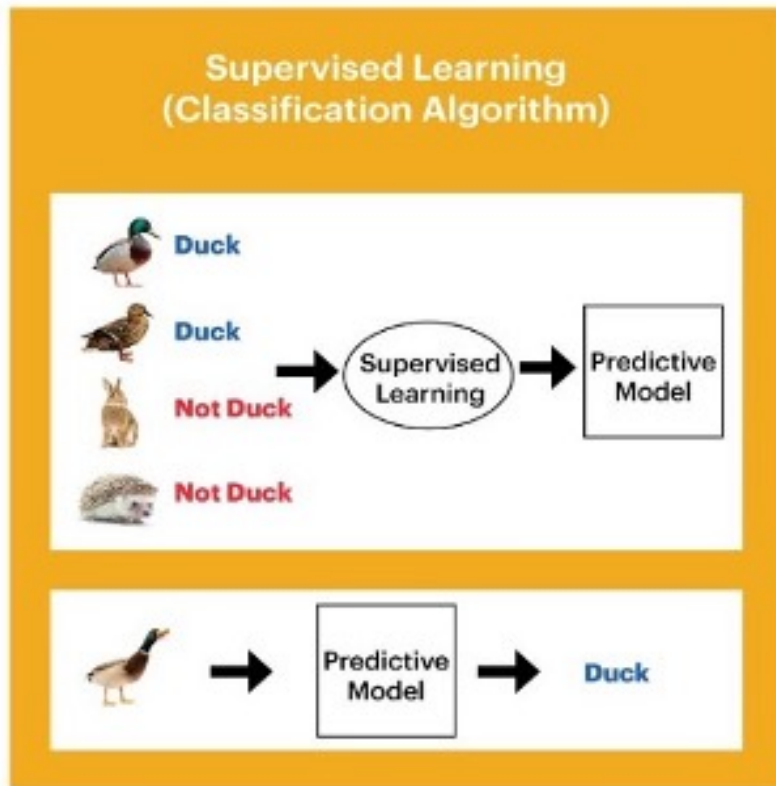 Supervised Learning
(Classification Algorithm)
Duck
Duck
Not Duck
Not Duck
Supervised
Learning
Predictive
Model
Predictive
Model
Duck